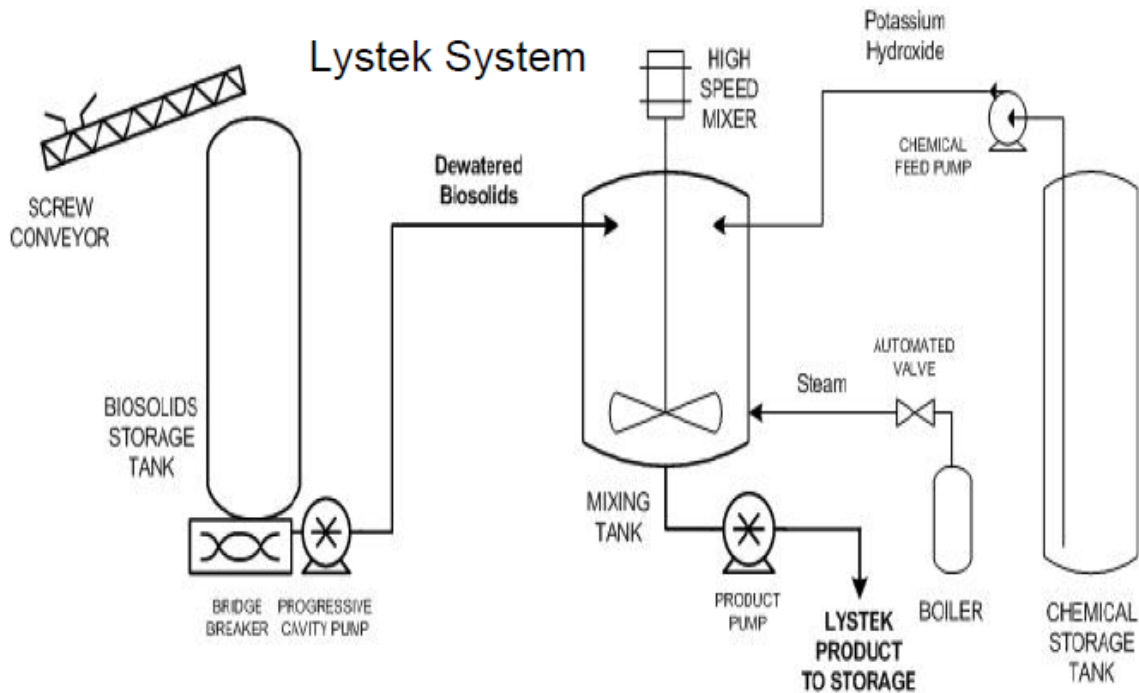 Lystek System
Potassium
Hydroxide
HIGH
SPEED
MIXER
CHEMICAL
FEED PUMP
Dewatered
Biosolids
SCREW
CONVEYOR
AUTOMATED
VALVE
Steam
BIOSOLIDS
STORAGE
TANK
MIXING
TANK
BRIDGE
BREAKER
PROGRESSIVE
CAVITY PUMP
PRODUCT
PUMP
LYSTEK
PRODUCT
TO STORAGE
BOILER
CHEMICAL
STORAGE
TANK